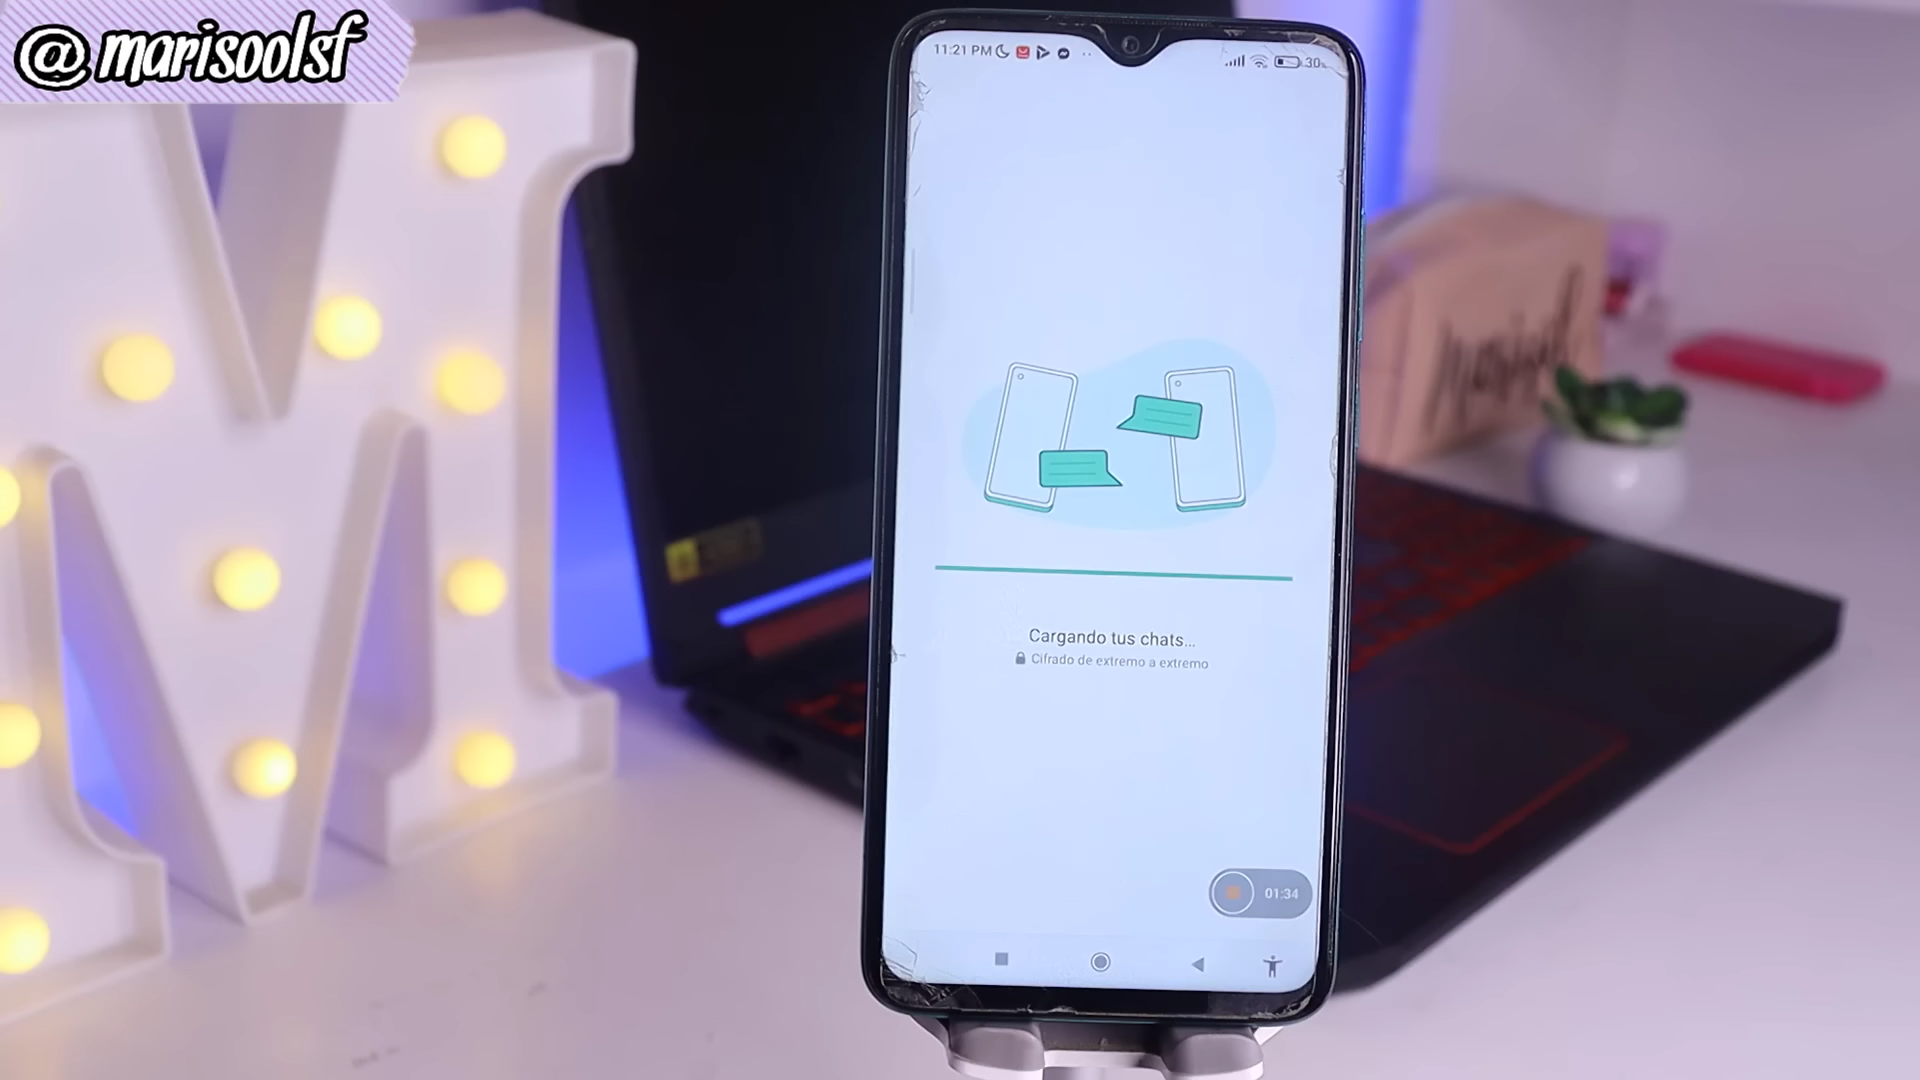 @marisoolsf
11:21 PM
30
Cargando tus chats...
Cifrado de extremo a extremo
01:34